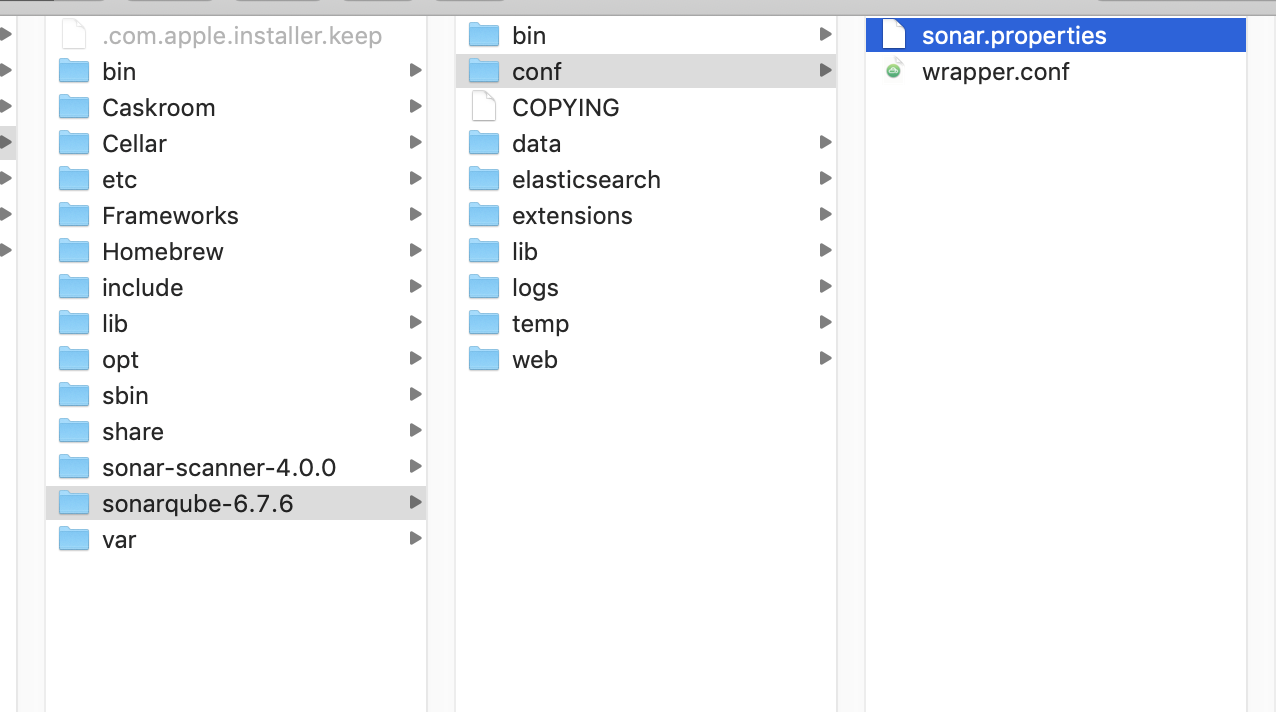 .com.apple.installer.keep
bin
Caskroom
Cellar
etc
Frameworks
Homebrew
include
lib
opt
sbin
share
sonar-scanner-4.0.0
sonarqube-6.7.6
var
bin
conf
COPYING
data
elasticsearch
extensions
lib
logs
temp
web
sonar.properties
wrapper.conf